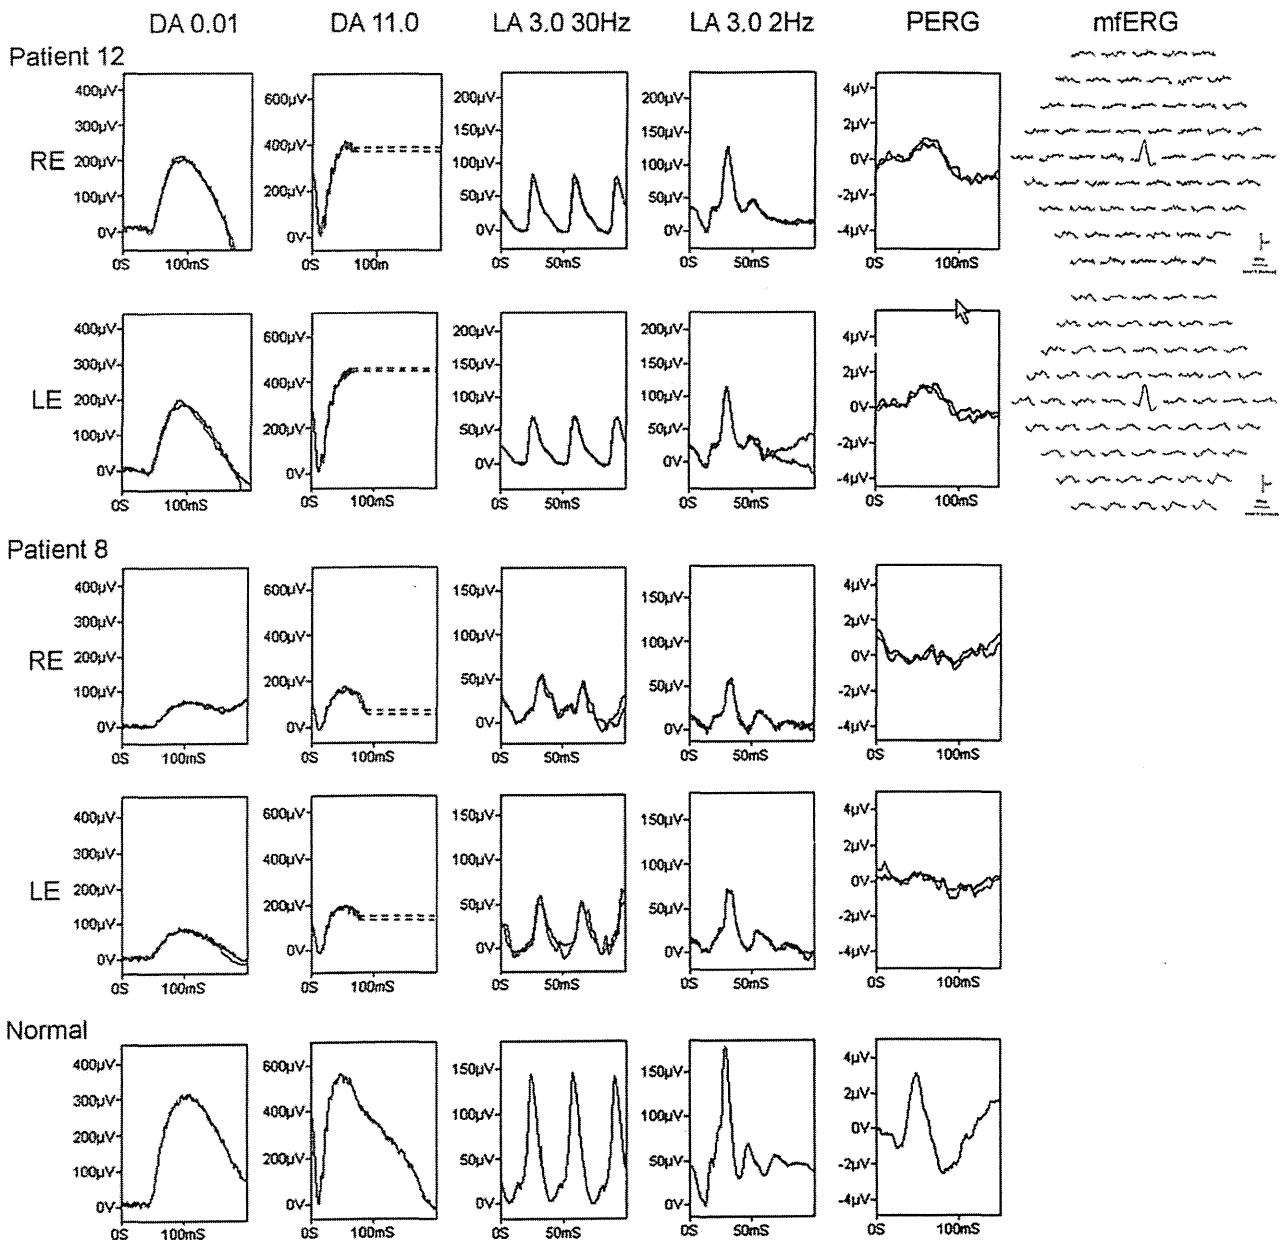 DA 0.01 DA 11.0 LA 3.0 30Hz LA 3.0 2Hz PERG mfERG
Patient 12
RE
400µV 300µV 200µV 100µV 0V 0S 100mS
600µV 400µV 200µV 0V 0S 100m
200µV 150µV 100µV 50µV 0V 0S 50mS
200µV 150µV 100µV 50µV 0V 0S 50mS
4µV 2µV 0V -2µV -4µV 0S 100mS
LE
400µV 300µV 200µV 100µV 0V 0S 100mS
600µV 400µV 200µV 0V 0S 100mS
200µV 150µV 100µV 50µV 0V 0S 50mS
200µV 150µV 100µV 50µV 0V 0S 50mS
4µV 2µV 0V -2µV -4µV 0S 100mS
Patient 8
RE
400µV 300µV 200µV 100µV 0V 0S 100mS
600µV 400µV 200µV 0V 0S 100mS
150µV 100µV 50µV 0V 0S 50mS
150µV 100µV 50µV 0V 0S 50mS
4µV 2µV 0V -2µV -4µV 0S 100mS
LE
400µV 300µV 200µV 100µV 0V 0S 100mS
600µV 400µV 200µV 0V 0S 100mS
150µV 100µV 50µV 0V 0S 50mS
150µV 100µV 50µV 0V 0S 50mS
4µV 2µV 0V -2µV -4µV 0S 100mS
Normal
400µV 300µV 200µV 100µV 0V 0S 100mS
600µV 400µV 200µV 0V 0S 100mS
150µV 100µV 50µV 0V 0S 50mS
150µV 100µV 50µV 0V 0S 50mS
4µV 2µV 0V -2µV -4µV 0S 100mS